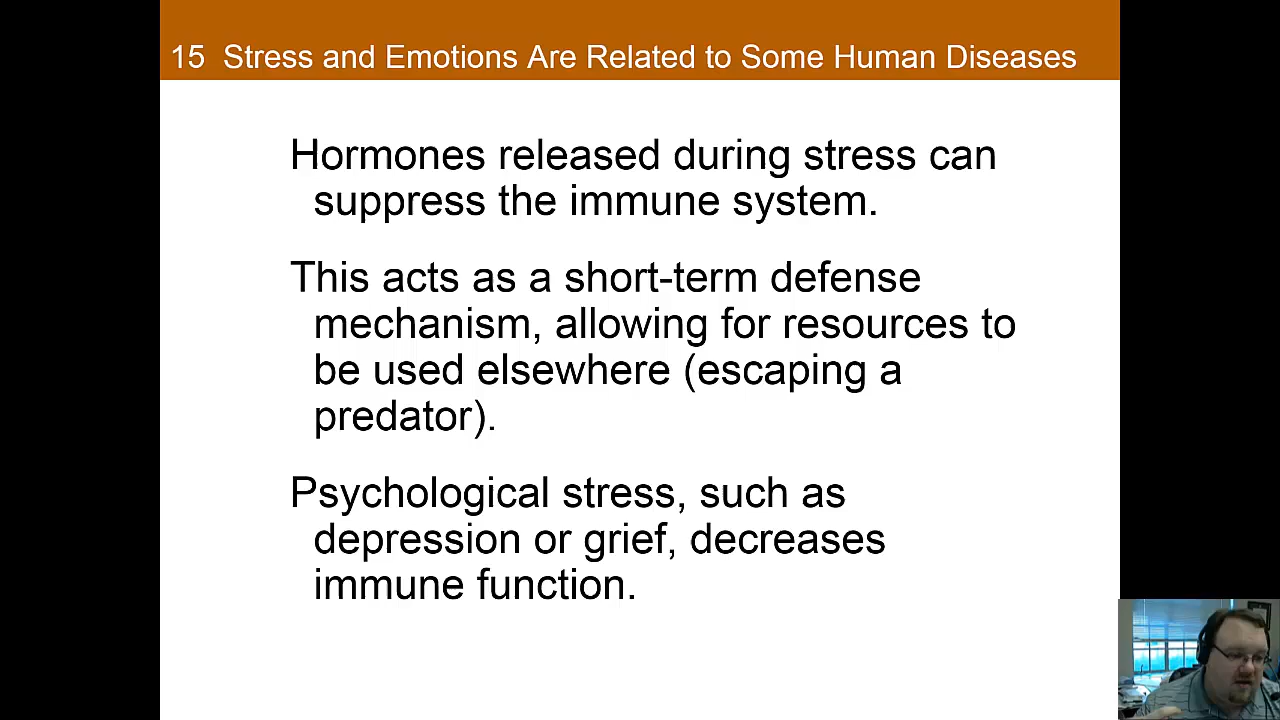 15 Stress and Emotions Are Related to Some Human Diseases
Hormones released during stress can
suppress the immune system.
This acts as a short-term defense
mechanism, allowing for resources to
be used elsewhere (escaping a
predator).
Psychological stress, such as
depression or grief, decreases
immune function.